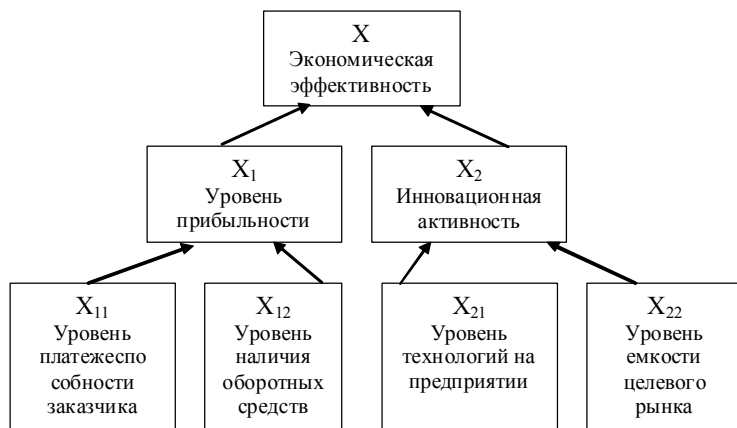 X
Экономическая
эффективность
X₁
Уровень
прибыльности
X₂
Инновационная
активность
X₁₁
Уровень
платежеспо
собности
заказчика
X₁₂
Уровень
наличия
оборотных
средств
X₂₁
Уровень
технологий на
предприятии
X₂₂
Уровень
емкости
целевого
рынка